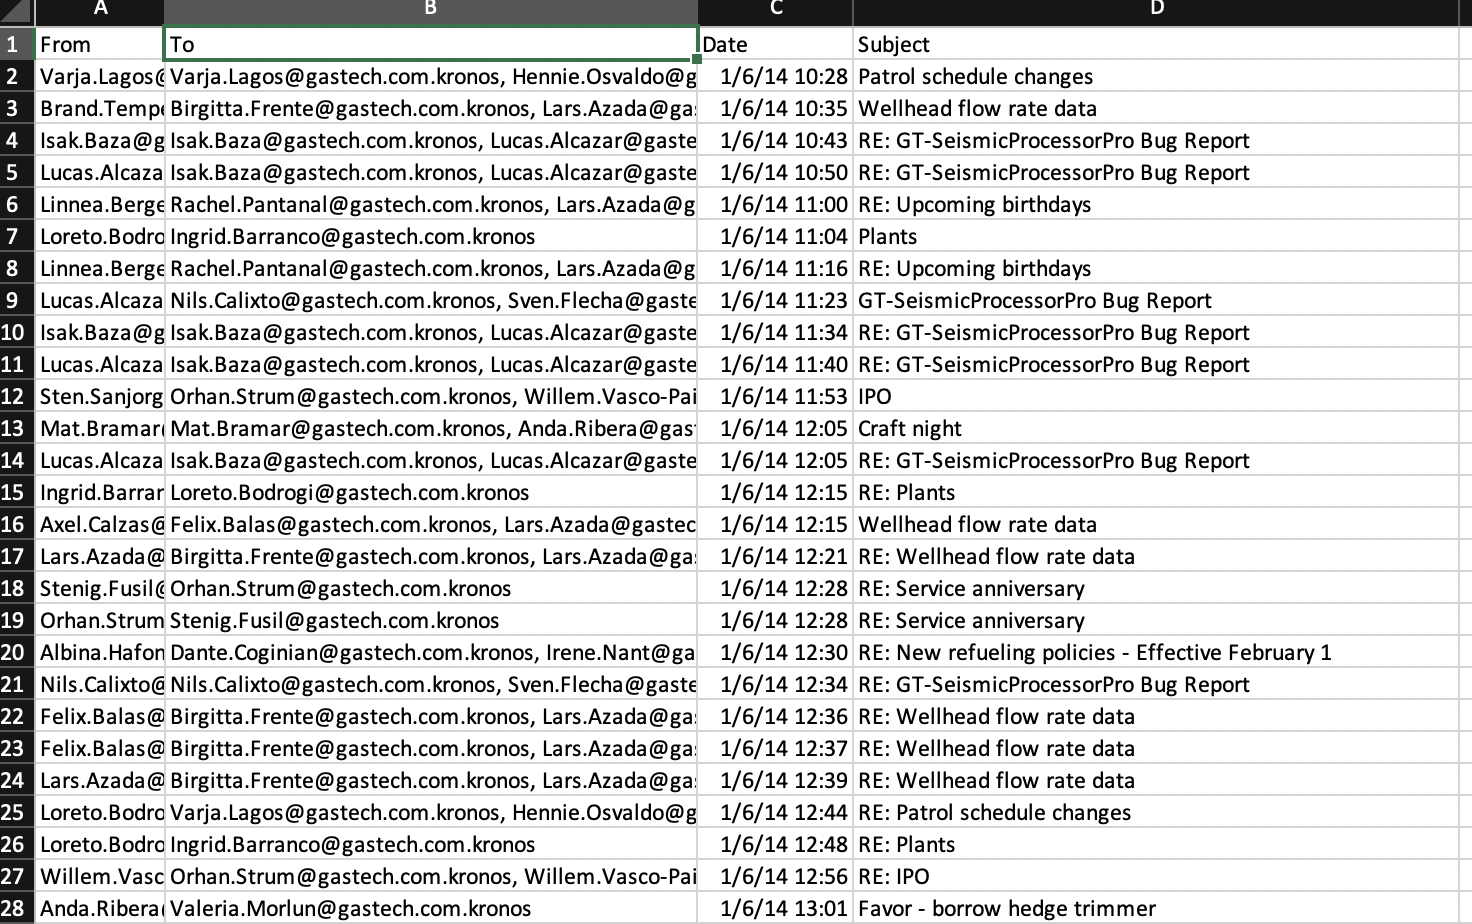 A B C D
1 From To Date Subject
2 Varja.Lagos@ Varja.Lagos@gastech.com.kronos, Hennie.Osvaldo@g 1/6/14 10:28 Patrol schedule changes
3 Brand.Tempe Birgitta.Frente@gastech.com.kronos, Lars.Azada@ga 1/6/14 10:35 Wellhead flow rate data
4 Isak.Baza@g Isak.Baza@gastech.com.kronos, Lucas.Alcazar@gaste 1/6/14 10:43 RE: GT-SeismicProcessorPro Bug Report
5 Lucas.Alcaza Isak.Baza@gastech.com.kronos, Lucas.Alcazar@gaste 1/6/14 10:50 RE: GT-SeismicProcessorPro Bug Report
6 Linnea.Berge Rachel.Pantanal@gastech.com.kronos, Lars.Azada@g 1/6/14 11:00 RE: Upcoming birthdays
7 Loreto.Bodro Ingrid.Barranco@gastech.com.kronos 1/6/14 11:04 Plants
8 Linnea.Berge Rachel.Pantanal@gastech.com.kronos, Lars.Azada@g 1/6/14 11:16 RE: Upcoming birthdays
9 Lucas.Alcaza Nils.Calixto@gastech.com.kronos, Sven.Flecha@gaste 1/6/14 11:23 GT-SeismicProcessorPro Bug Report
10 Isak.Baza@g Isak.Baza@gastech.com.kronos, Lucas.Alcazar@gaste 1/6/14 11:34 RE: GT-SeismicProcessorPro Bug Report
11 Lucas.Alcaza Isak.Baza@gastech.com.kronos, Lucas.Alcazar@gaste 1/6/14 11:40 RE: GT-SeismicProcessorPro Bug Report
12 Sten.Sanjorg Orhan.Strum@gastech.com.kronos, Willem.Vasco-Pai 1/6/14 11:53 IPO
13 Mat.Bramar Mat.Bramar@gastech.com.kronos, Anda.Ribera@gas 1/6/14 12:05 Craft night
14 Lucas.Alcaza Isak.Baza@gastech.com.kronos, Lucas.Alcazar@gaste 1/6/14 12:05 RE: GT-SeismicProcessorPro Bug Report
15 Ingrid.Barrar Loreto.Bodrogi@gastech.com.kronos 1/6/14 12:15 RE: Plants
16 Axel.Calzas@ Felix.Balas@gastech.com.kronos, Lars.Azada@gastec 1/6/14 12:15 Wellhead flow rate data
17 Lars.Azada@ Birgitta.Frente@gastech.com.kronos, Lars.Azada@ga 1/6/14 12:21 RE: Wellhead flow rate data
18 Stenig.Fusil@ Orhan.Strum@gastech.com.kronos 1/6/14 12:28 RE: Service anniversary
19 Orhan.Strum Stenig.Fusil@gastech.com.kronos 1/6/14 12:28 RE: Service anniversary
20 Albina.Hafon Dante.Coginian@gastech.com.kronos, Irene.Nant@ga 1/6/14 12:30 RE: New refueling policies - Effective February 1
21 Nils.Calixto@ Nils.Calixto@gastech.com.kronos, Sven.Flecha@gaste 1/6/14 12:34 RE: GT-SeismicProcessorPro Bug Report
22 Felix.Balas@ Birgitta.Frente@gastech.com.kronos, Lars.Azada@ga 1/6/14 12:36 RE: Wellhead flow rate data
23 Felix.Balas@ Birgitta.Frente@gastech.com.kronos, Lars.Azada@ga 1/6/14 12:37 RE: Wellhead flow rate data
24 Lars.Azada@ Birgitta.Frente@gastech.com.kronos, Lars.Azada@ga 1/6/14 12:39 RE: Wellhead flow rate data
25 Loreto.Bodro Varja.Lagos@gastech.com.kronos, Hennie.Osvaldo@g 1/6/14 12:44 RE: Patrol schedule changes
26 Loreto.Bodro Ingrid.Barranco@gastech.com.kronos 1/6/14 12:48 RE: Plants
27 Willem.Vasc Orhan.Strum@gastech.com.kronos, Willem.Vasco-Pai 1/6/14 12:56 RE: IPO
28 Anda.Ribera Valeria.Morlun@gastech.com.kronos 1/6/14 13:01 Favor - borrow hedge trimmer